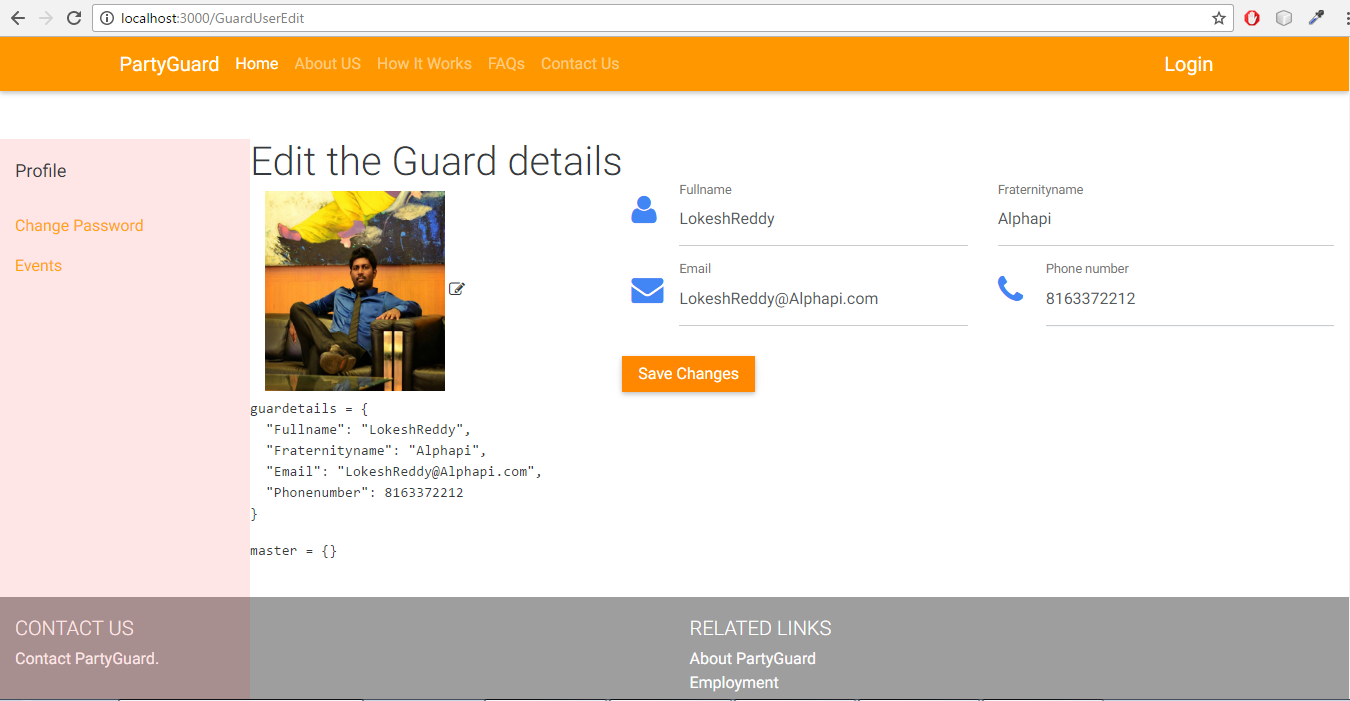 localhost:3000/GuardUserEdit
PartyGuard Home About US How It Works FAQs Contact Us Login
Profile
Change Password
Events
Edit the Guard details
Fullname
LokeshReddy
Fraternityname
Alphapi
Email
LokeshReddy@Alphapi.com
Phone number
8163372212
Save Changes
guardetails = {
"Fullname": "LokeshReddy",
"Fraternityname": "Alphapi",
"Email": "LokeshReddy@Alphapi.com",
"Phonenumber": 8163372212
}
master = {}
CONTACT US
Contact PartyGuard.
RELATED LINKS
About PartyGuard
Employment